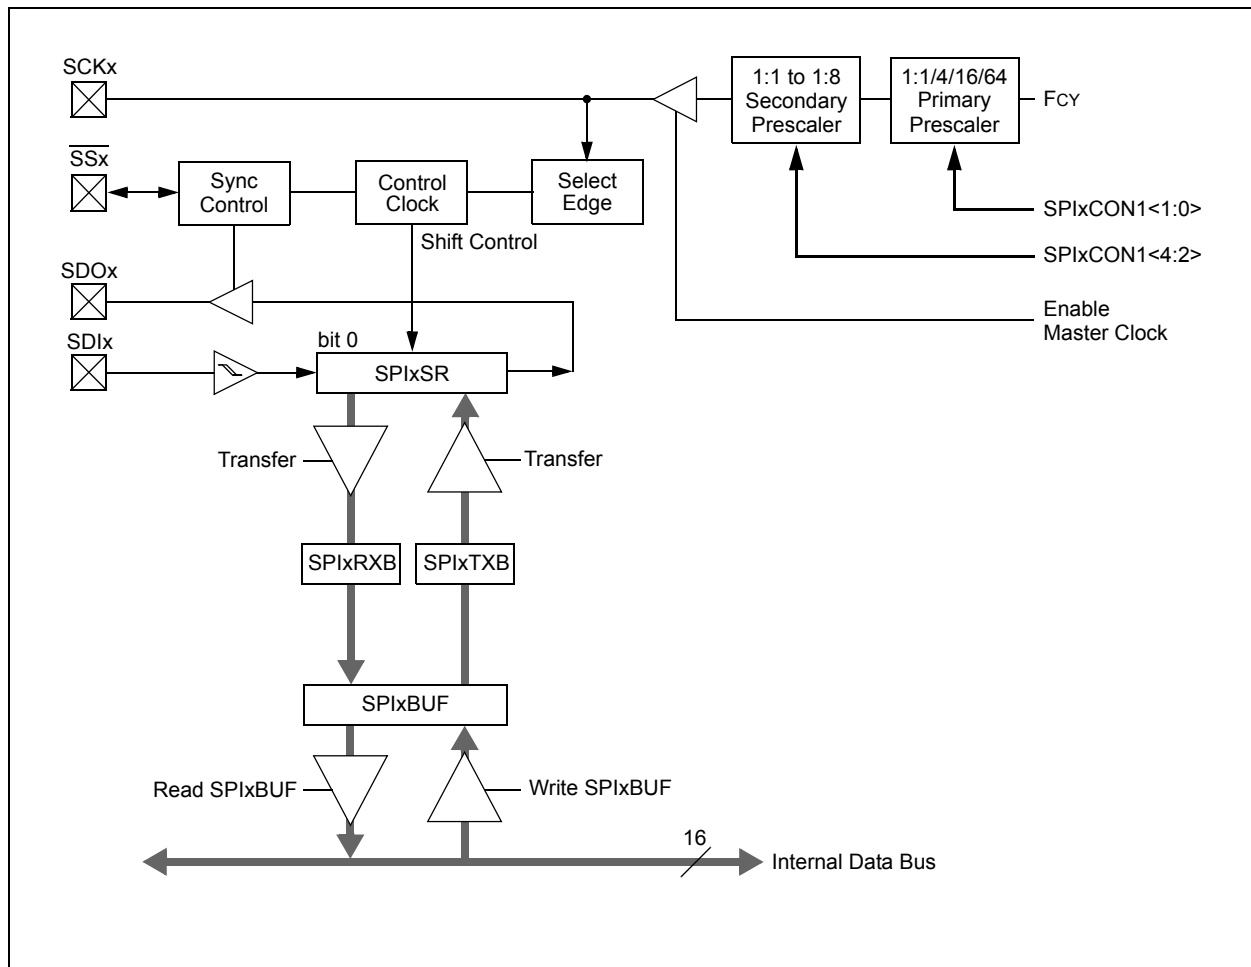 SCKx
1:1 to 1:8
Secondary
Prescaler
1:1/4/16/64
Primary
Prescaler
FCY
SSx
Sync
Control
Control
Clock
Select
Edge
SPIxCON1<1:0>
Shift Control
SPIxCON1<4:2>
SDOx
Enable
Master Clock
SDIx
bit 0
SPIxSR
Transfer
Transfer
SPIxRXB
SPIxTXB
SPIxBUF
Read SPIxBUF
Write SPIxBUF
16
Internal Data Bus